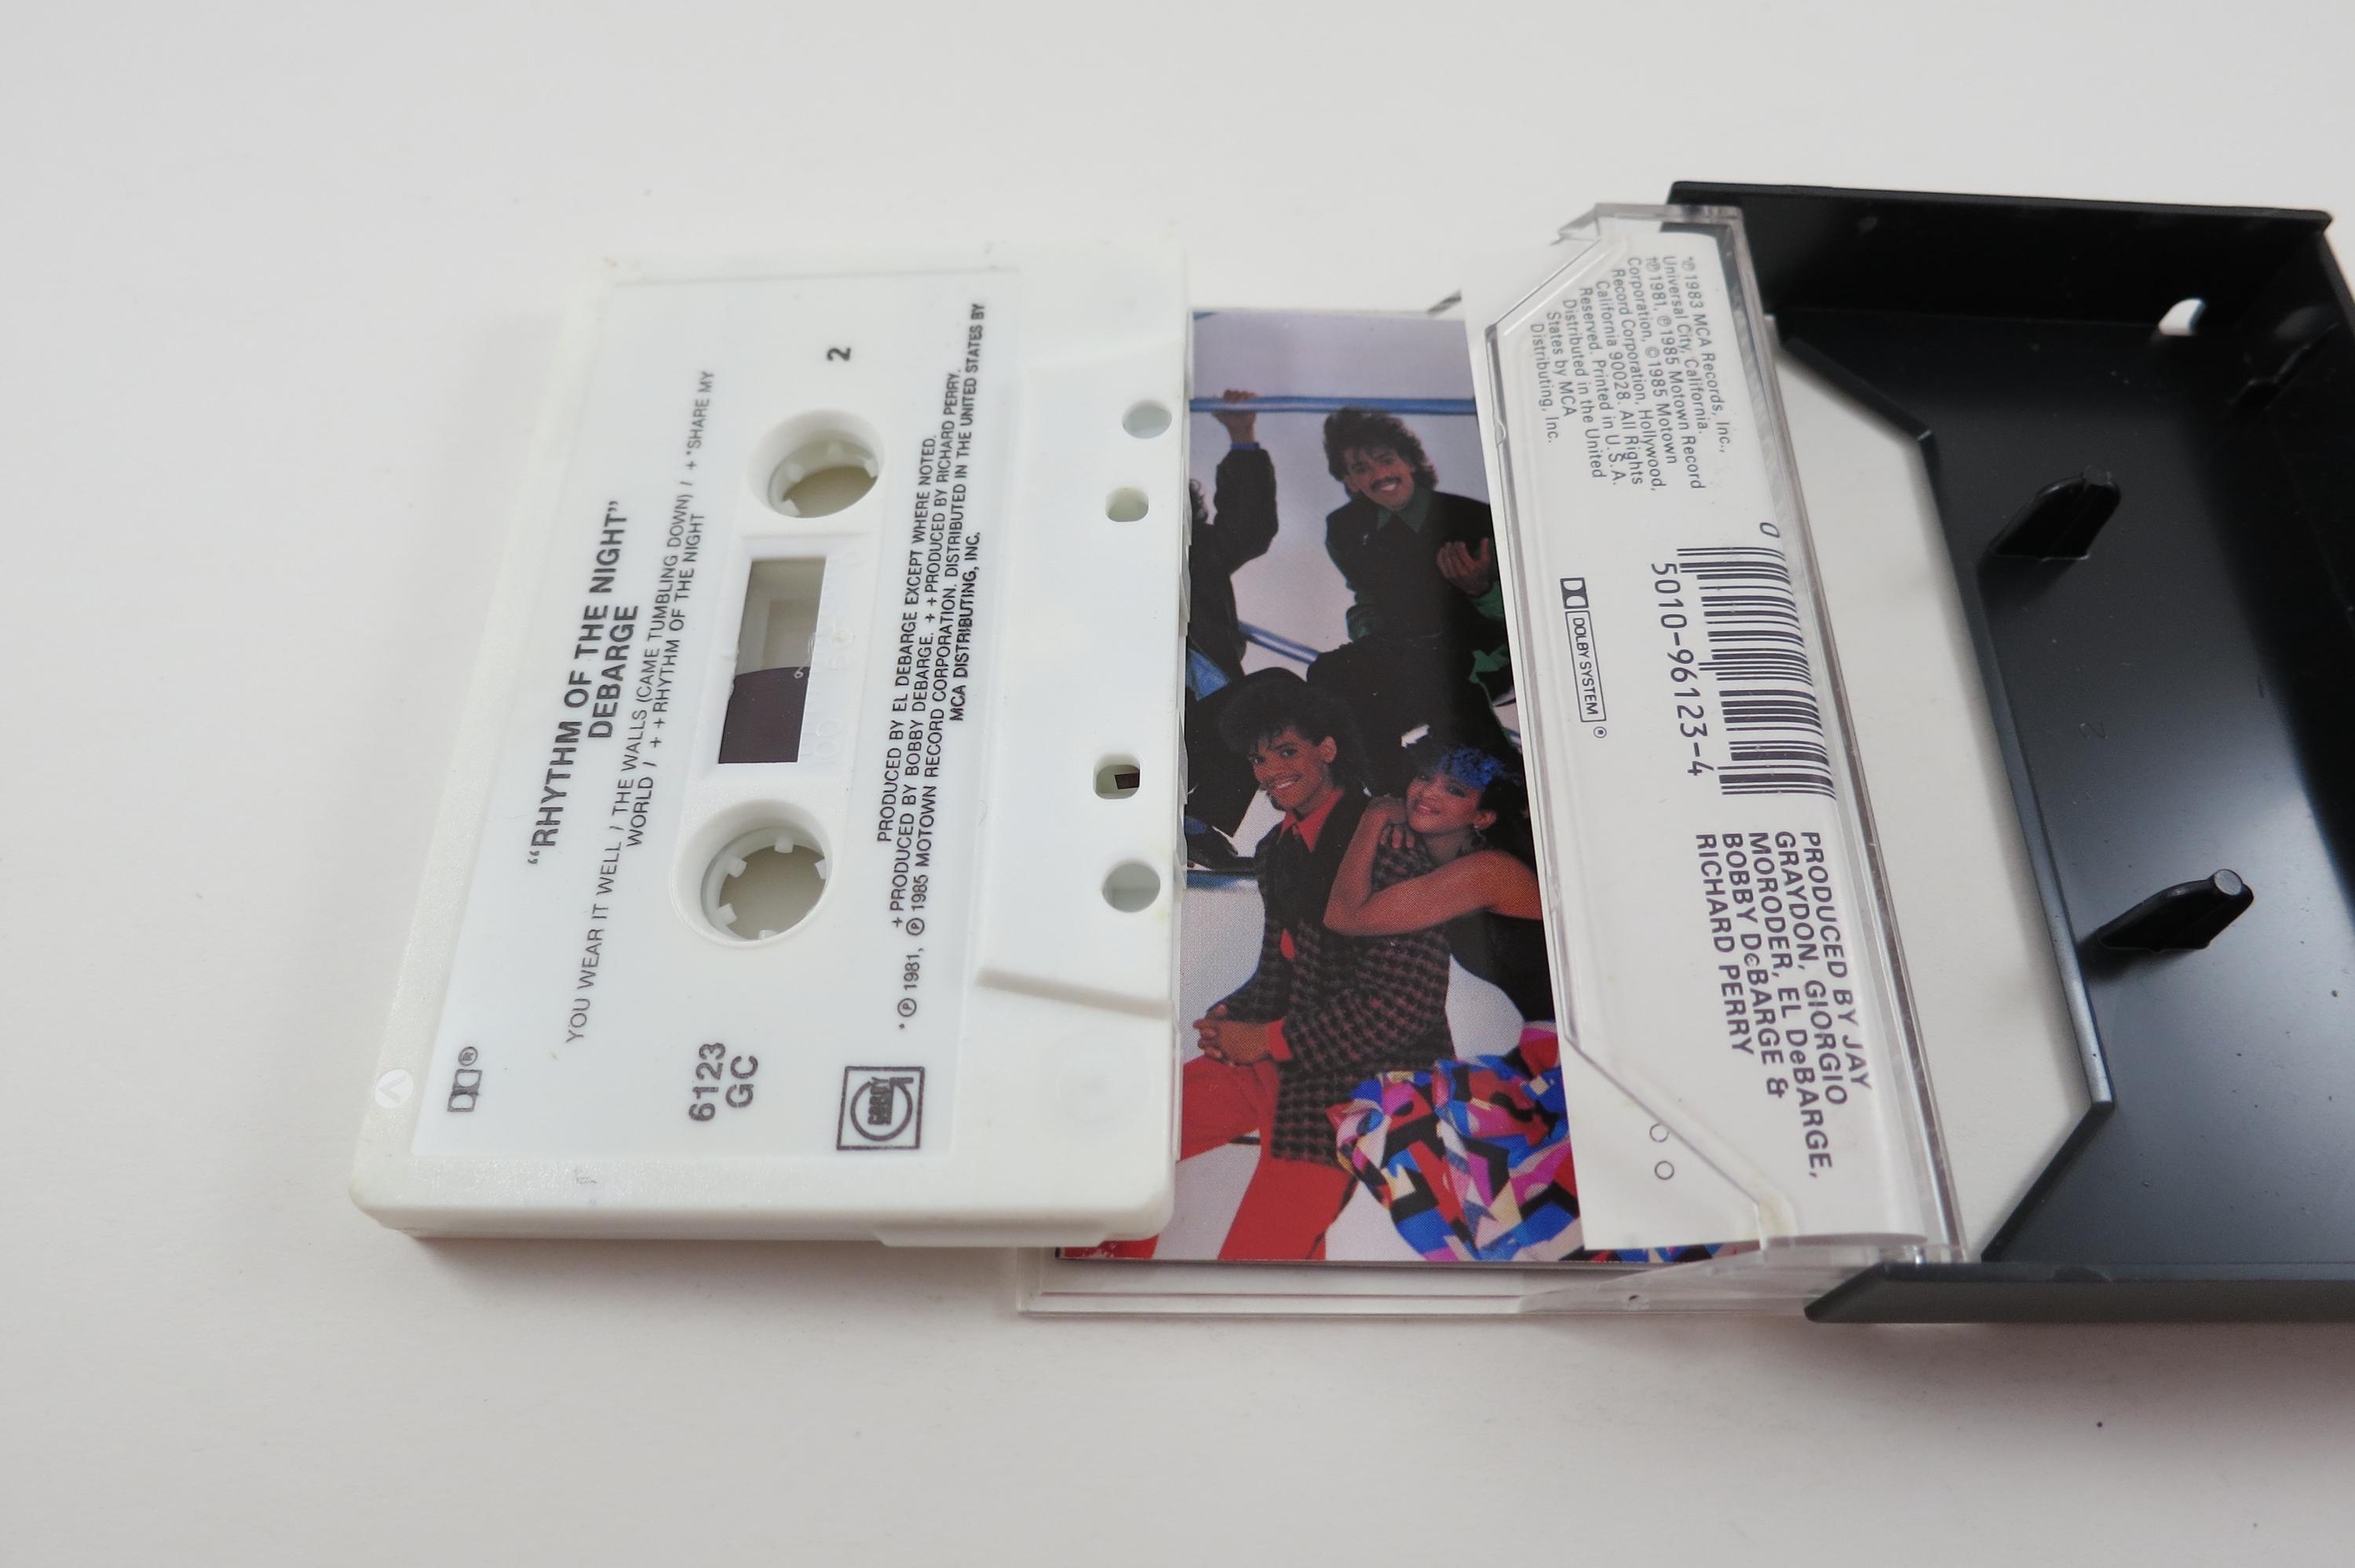 2
"RHYTHM OF THE NIGHT"
DEBARGE
YOU WEAR IT WELL / THE WALLS (CAME TUMBLING DOWN) / + *SHARE MY
WORLD / + + RHYTHM OF THE NIGHT
6123
GC
GORDY
PRODUCED BY EL DEBARGE EXCEPT WHERE NOTED.
+ PRODUCED BY BOBBY DEBARGE. + + PRODUCED BY RICHARD PERRY.
* ℗ 1981, ℗ 1985 MOTOWN RECORD CORPORATION. DISTRIBUTED IN THE UNITED STATES BY
MCA DISTRIBUTING, INC.
*℗ 1983 MCA Records, Inc.,
Universal City, California.
†℗ 1981, ℗ 1985 Motown Record
Corporation, © 1985 Motown
Record Corporation, Hollywood,
California 90028. All Rights
Reserved. Printed in U.S.A.
Distributed in the United
States by MCA
Distributing, Inc.
DOLBY SYSTEM ®
0
5010-96123-4
PRODUCED BY JAY
GRAYDON, GIORGIO
MORODER, EL DeBARGE,
BOBBY DeBARGE &
RICHARD PERRY